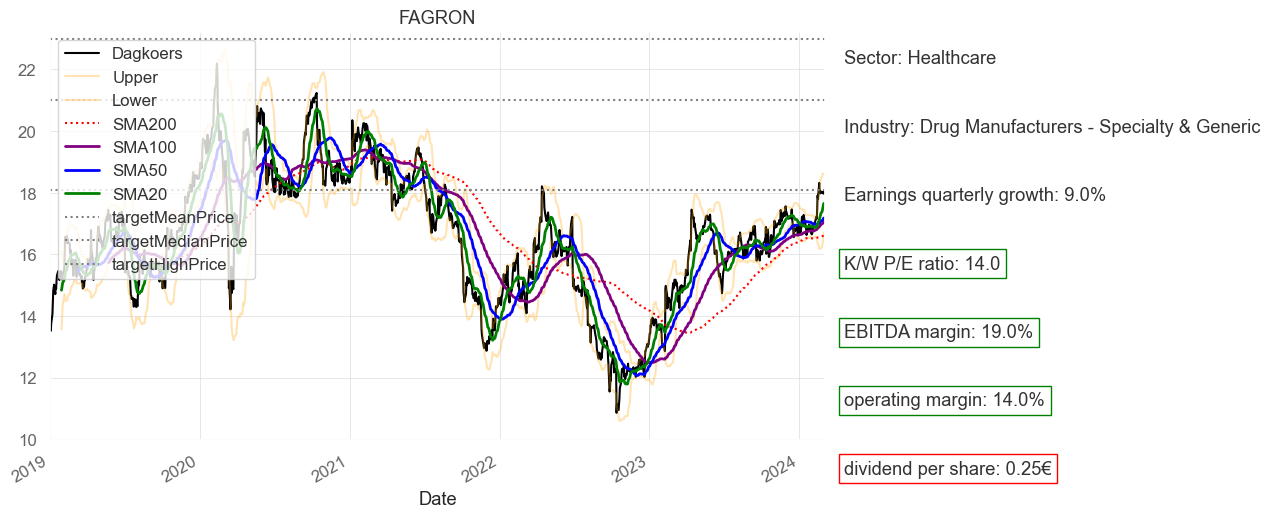 FAGRON
Dagkoers
Upper
Lower
SMA200
SMA100
SMA50
SMA20
targetMeanPrice
targetMedianPrice
targetHighPrice
22
20
18
16
14
12
10
2019
2020
2021
2022
2023
2024
Date
Sector: Healthcare
Industry: Drug Manufacturers - Specialty & Generic
Earnings quarterly growth: 9.0%
K/W P/E ratio: 14.0
EBITDA margin: 19.0%
operating margin: 14.0%
dividend per share: 0.25€